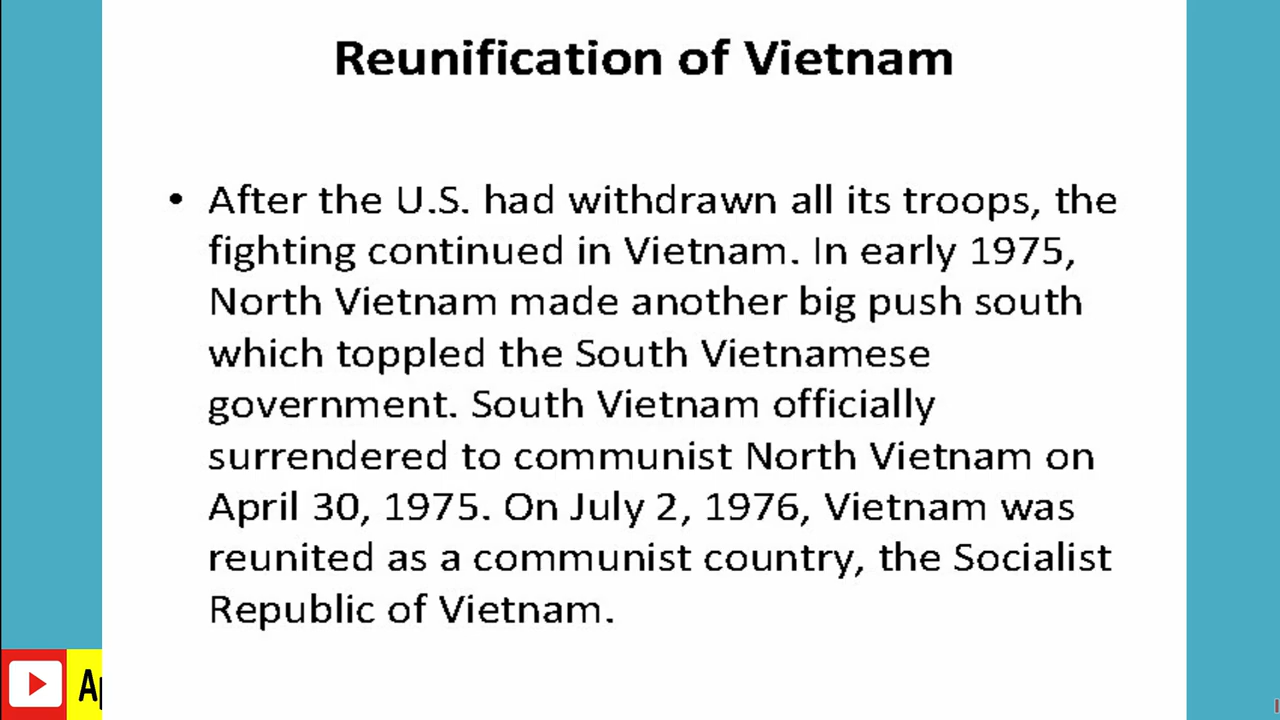 Reunification of Vietnam
• After the U.S. had withdrawn all its troops, the
fighting continued in Vietnam. In early 1975,
North Vietnam made another big push south
which toppled the South Vietnamese
government. South Vietnam officially
surrendered to communist North Vietnam on
April 30, 1975. On July 2, 1976, Vietnam was
reunited as a communist country, the Socialist
Republic of Vietnam.